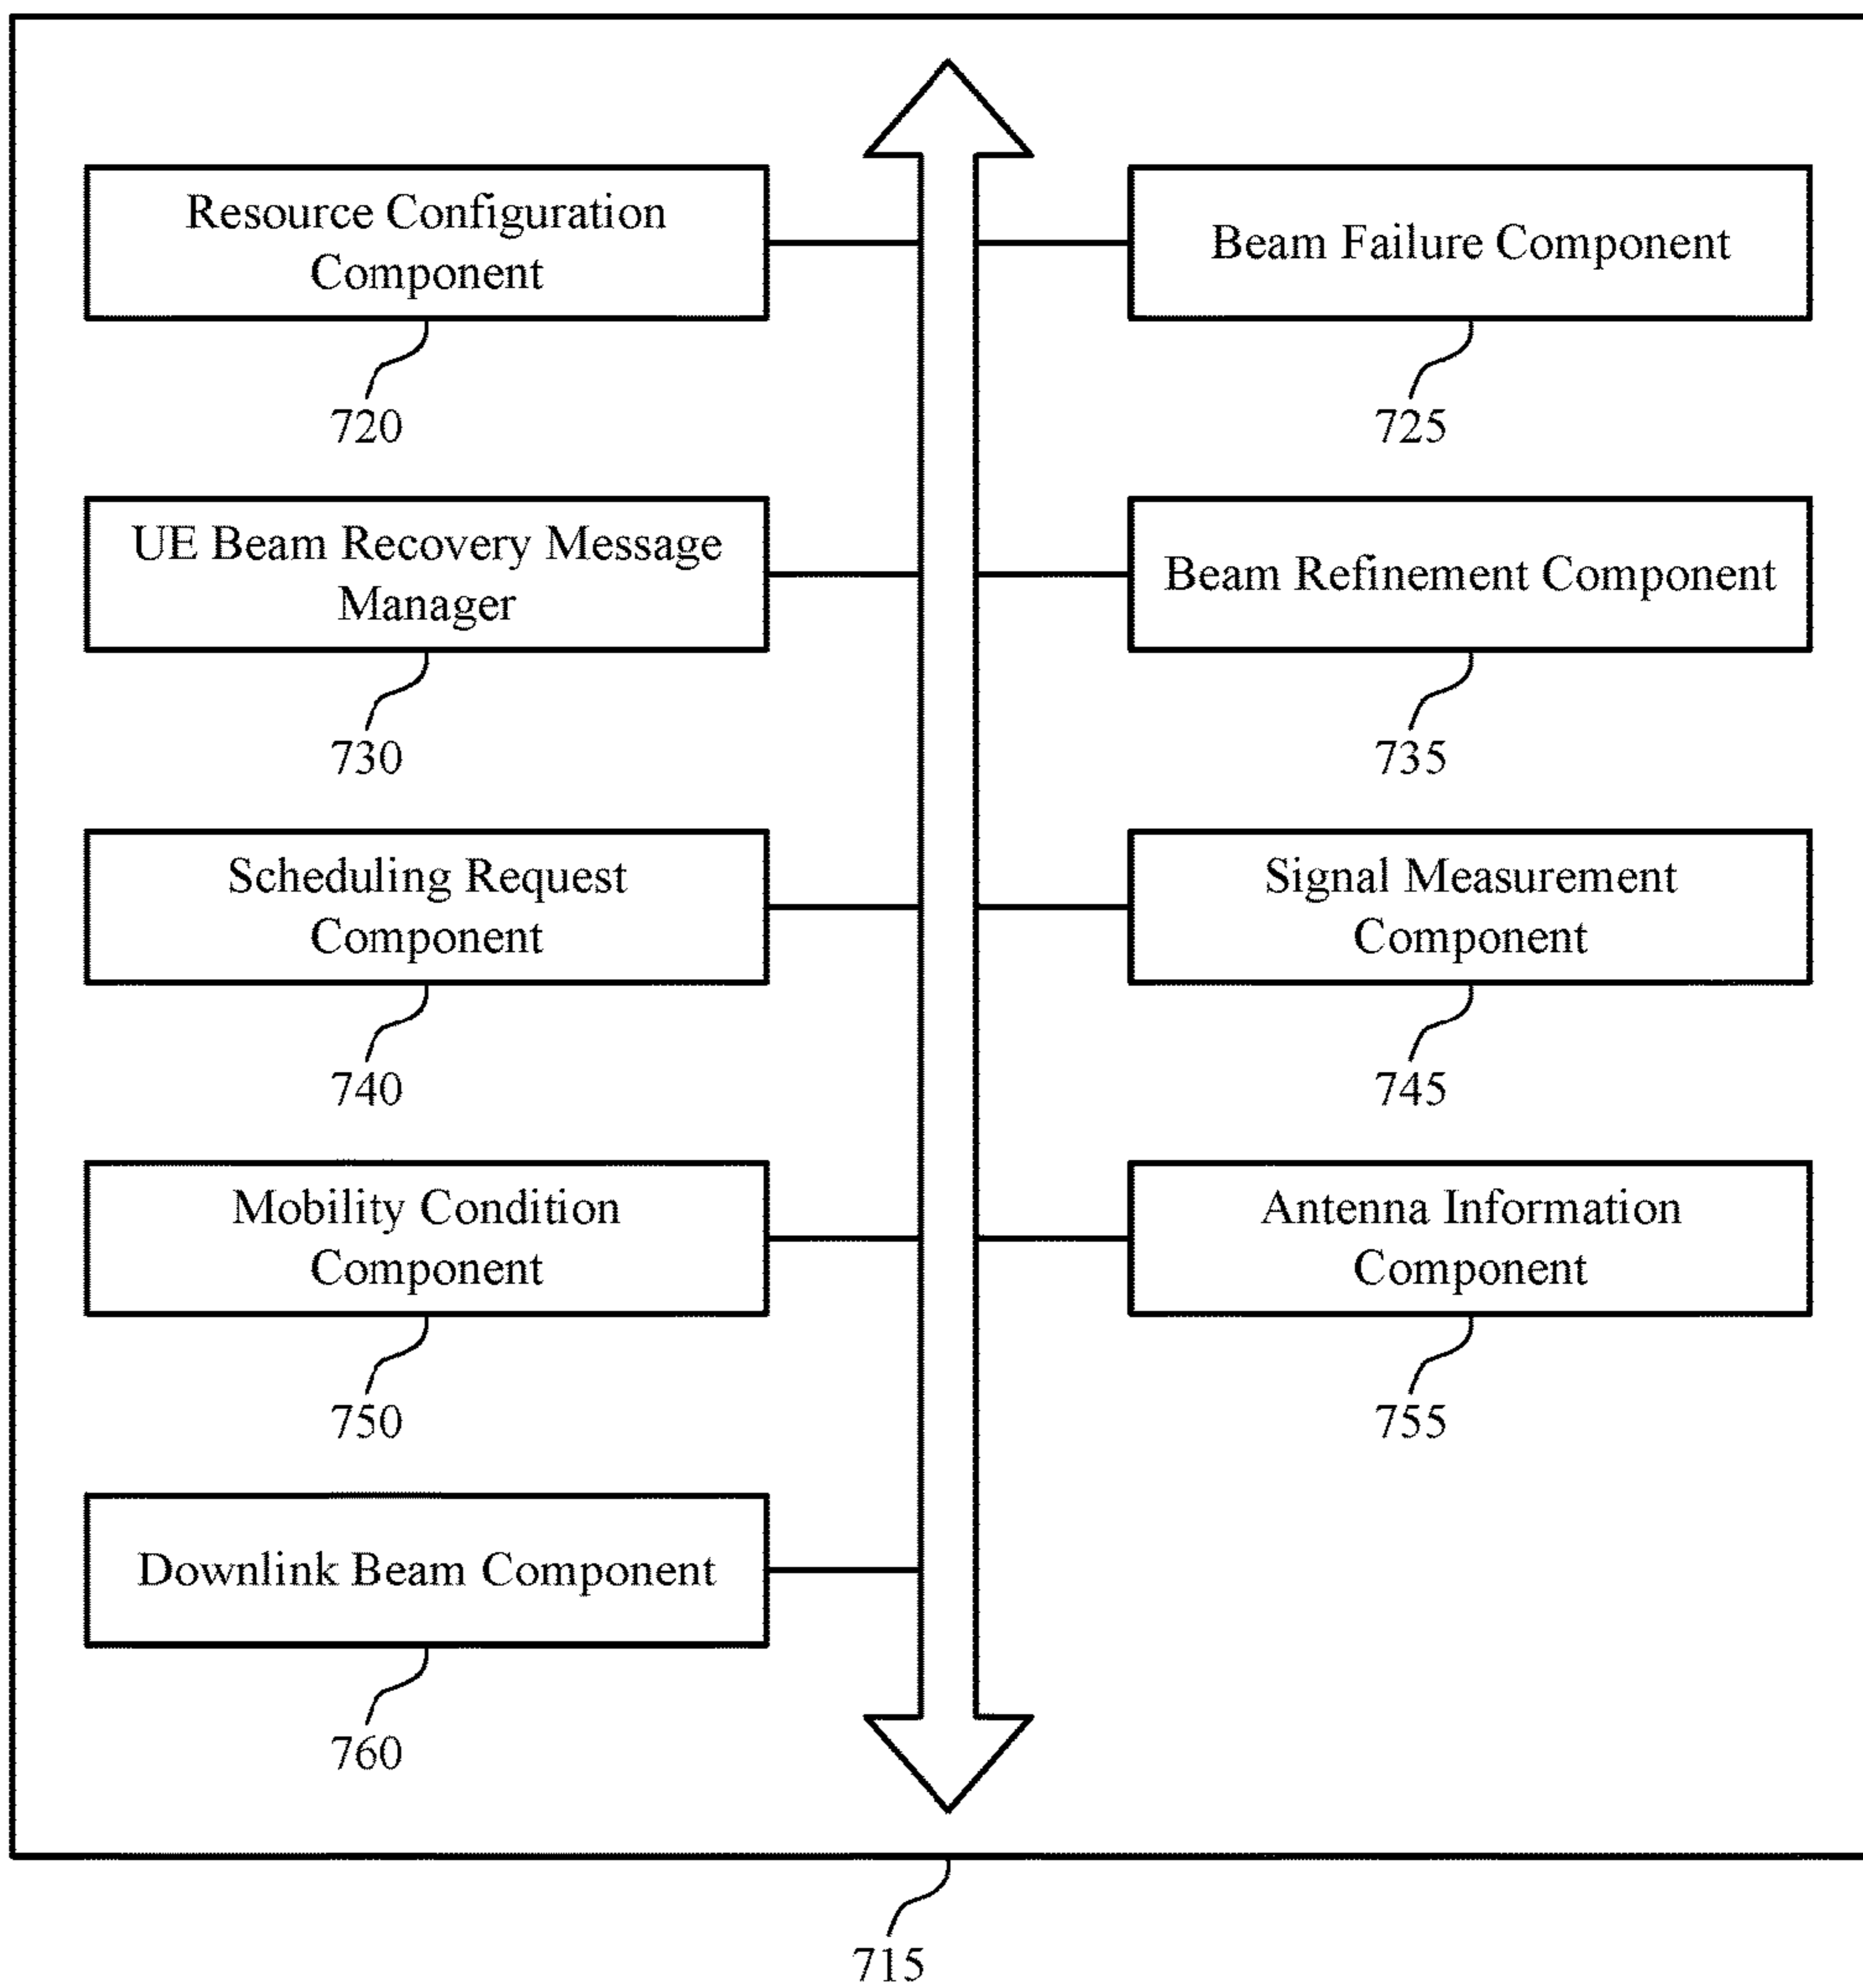 Resource Configuration
Component
720
Beam Failure Component
725
UE Beam Recovery Message
Manager
730
Beam Refinement Component
735
Scheduling Request
Component
740
Signal Measurement
Component
745
Mobility Condition
Component
750
Antenna Information
Component
755
Downlink Beam Component
760
715